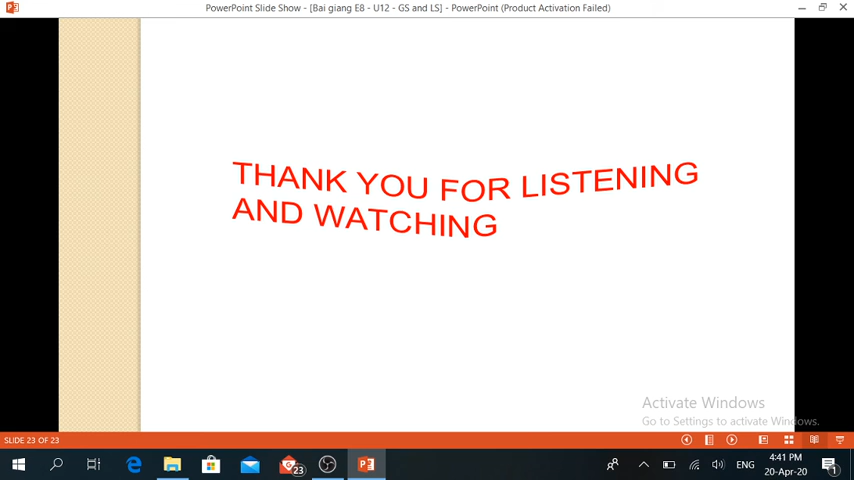 PowerPoint Slide Show - [Bai giang E8 - U12 - GS and LS] - PowerPoint (Product Activation Failed)
THANK YOU FOR LISTENING
AND WATCHING
Activate Windows
Go to Settings to activate Windows.
SLIDE 23 OF 23
23
ENG
4:41 PM
20-Apr-20
1